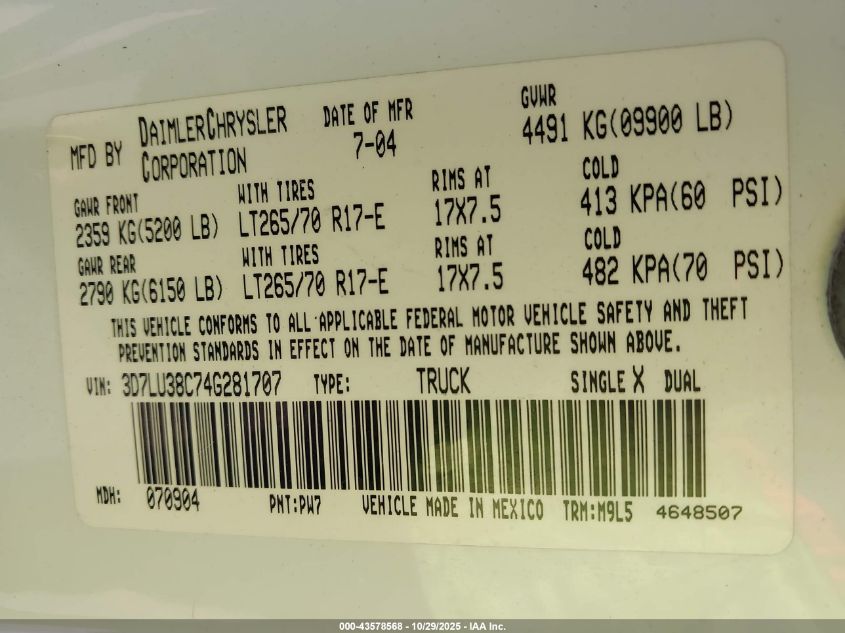 MFD BY DAIMLERCHRYSLER CORPORATION
DATE OF MFR 7-04
GVWR 4491 KG(09900 LB)
GAWR FRONT WITH TIRES RIMS AT COLD
2359 KG(5200 LB) LT265/70 R17-E 17X7.5 413 KPA(60 PSI)
GAWR REAR WITH TIRES RIMS AT COLD
2790 KG(6150 LB) LT265/70 R17-E 17X7.5 482 KPA(70 PSI)
THIS VEHICLE CONFORMS TO ALL APPLICABLE FEDERAL MOTOR VEHICLE SAFETY AND THEFT
PREVENTION STANDARDS IN EFFECT ON THE DATE OF MANUFACTURE SHOWN ABOVE.
VIN: 3D7LU38C74G281707 TYPE: TRUCK SINGLE X DUAL
MDH: 070904 PNT:PW7 VEHICLE MADE IN MEXICO TRM:M9L5 4648507
000-43578568 - 10/29/2025 - IAA Inc.